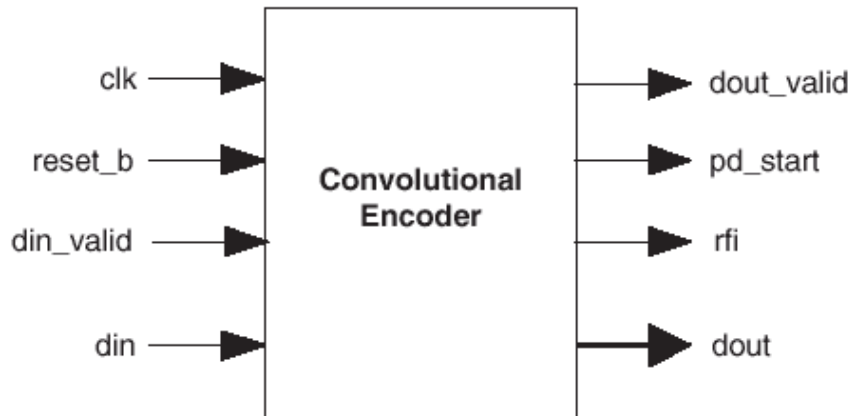 clk
reset_b
din_valid
din
Convolutional
Encoder
dout_valid
pd_start
rfi
dout